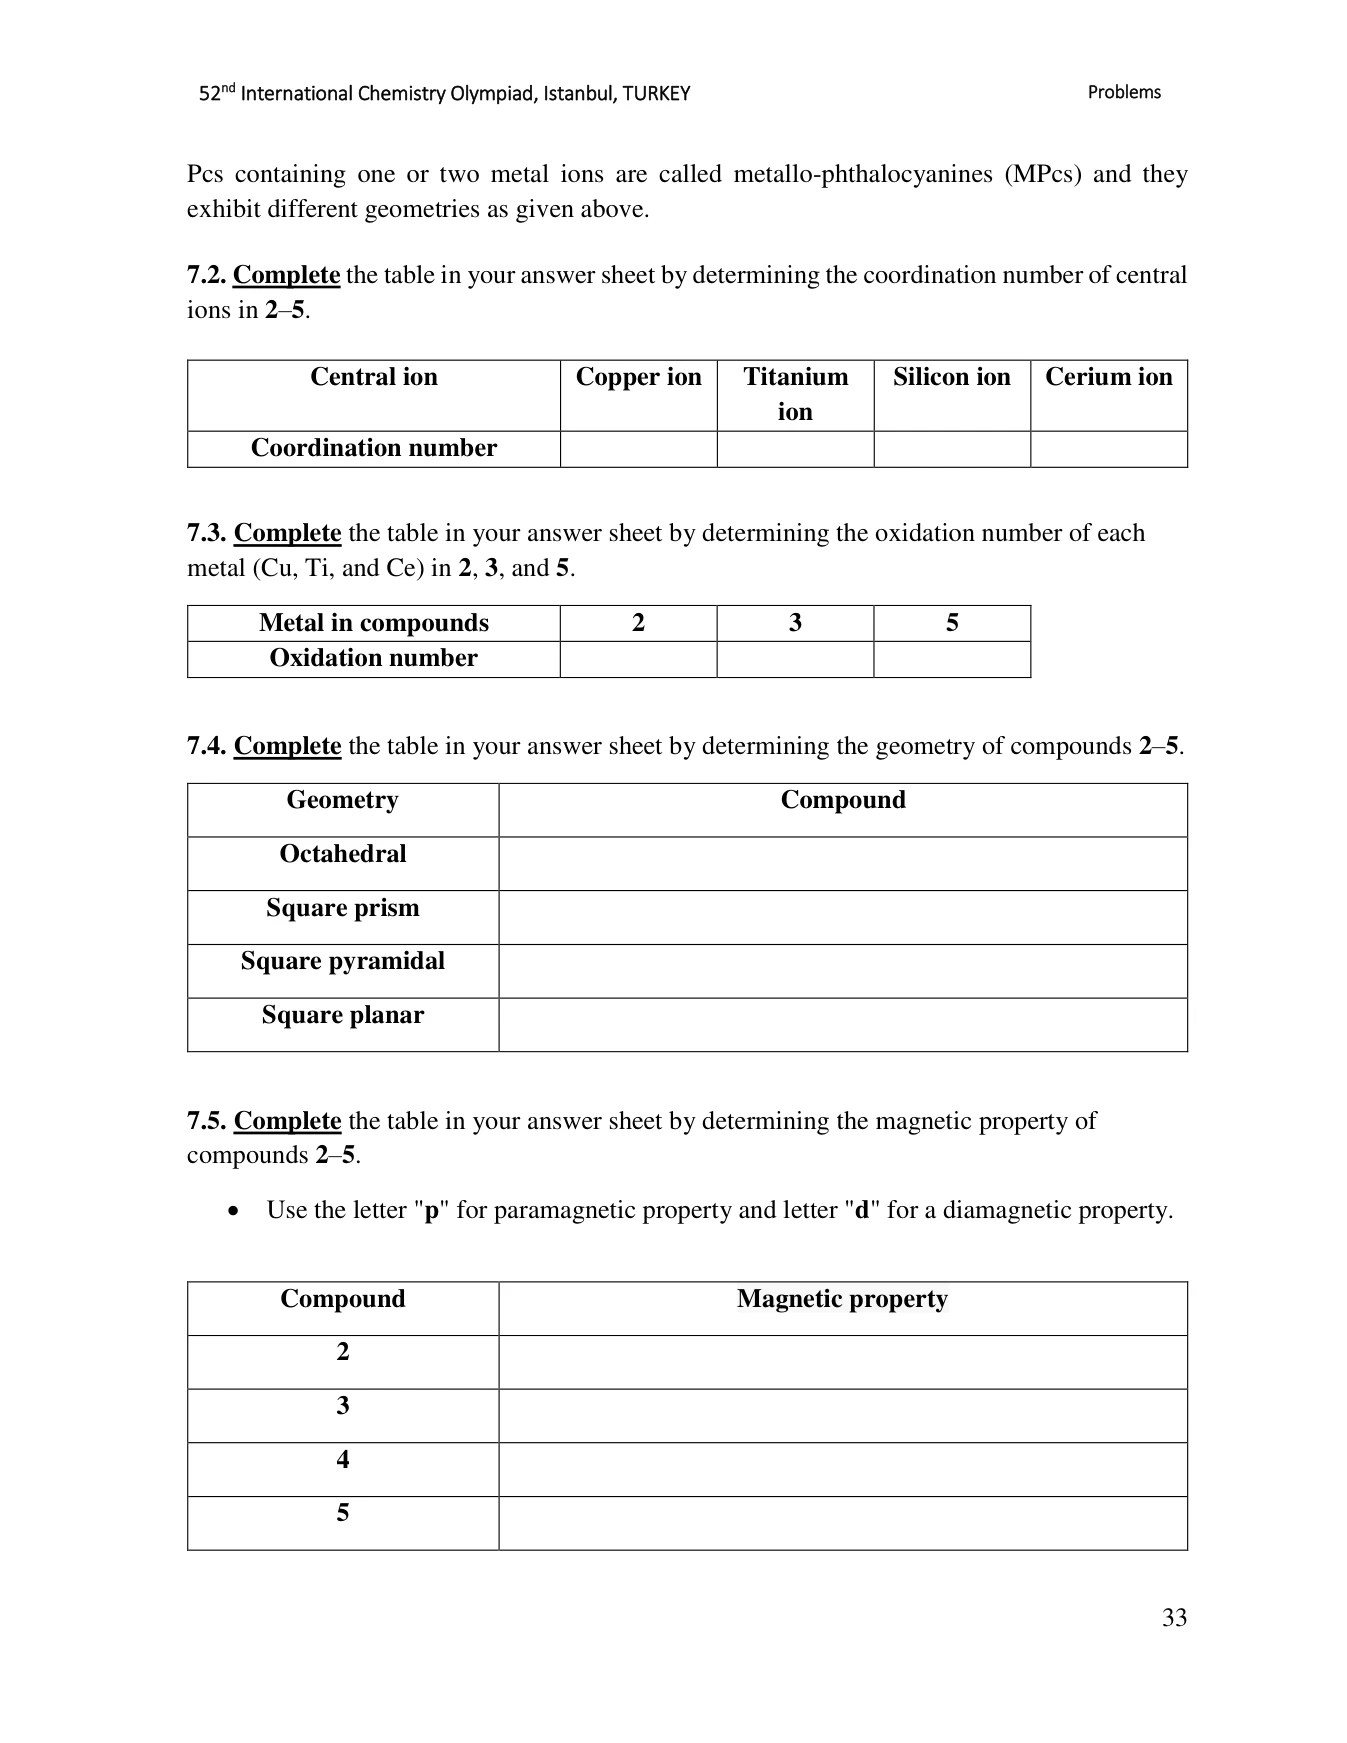 52nd International Chemistry Olympiad, Istanbul, TURKEY Problems
Pcs containing one or two metal ions are called metallo-phthalocyanines (MPcs) and they
exhibit different geometries as given above.
7.2. Complete the table in your answer sheet by determining the coordination number of central
ions in 2–5.
Central ion Copper ion Titanium Silicon ion Cerium ion
ion
Coordination number
7.3. Complete the table in your answer sheet by determining the oxidation number of each
metal (Cu, Ti, and Ce) in 2, 3, and 5.
Metal in compounds 2 3 5
Oxidation number
7.4. Complete the table in your answer sheet by determining the geometry of compounds 2–5.
Geometry Compound
Octahedral
Square prism
Square pyramidal
Square planar
7.5. Complete the table in your answer sheet by determining the magnetic property of
compounds 2–5.
• Use the letter "p" for paramagnetic property and letter "d" for a diamagnetic property.
Compound Magnetic property
2
3
4
5
33